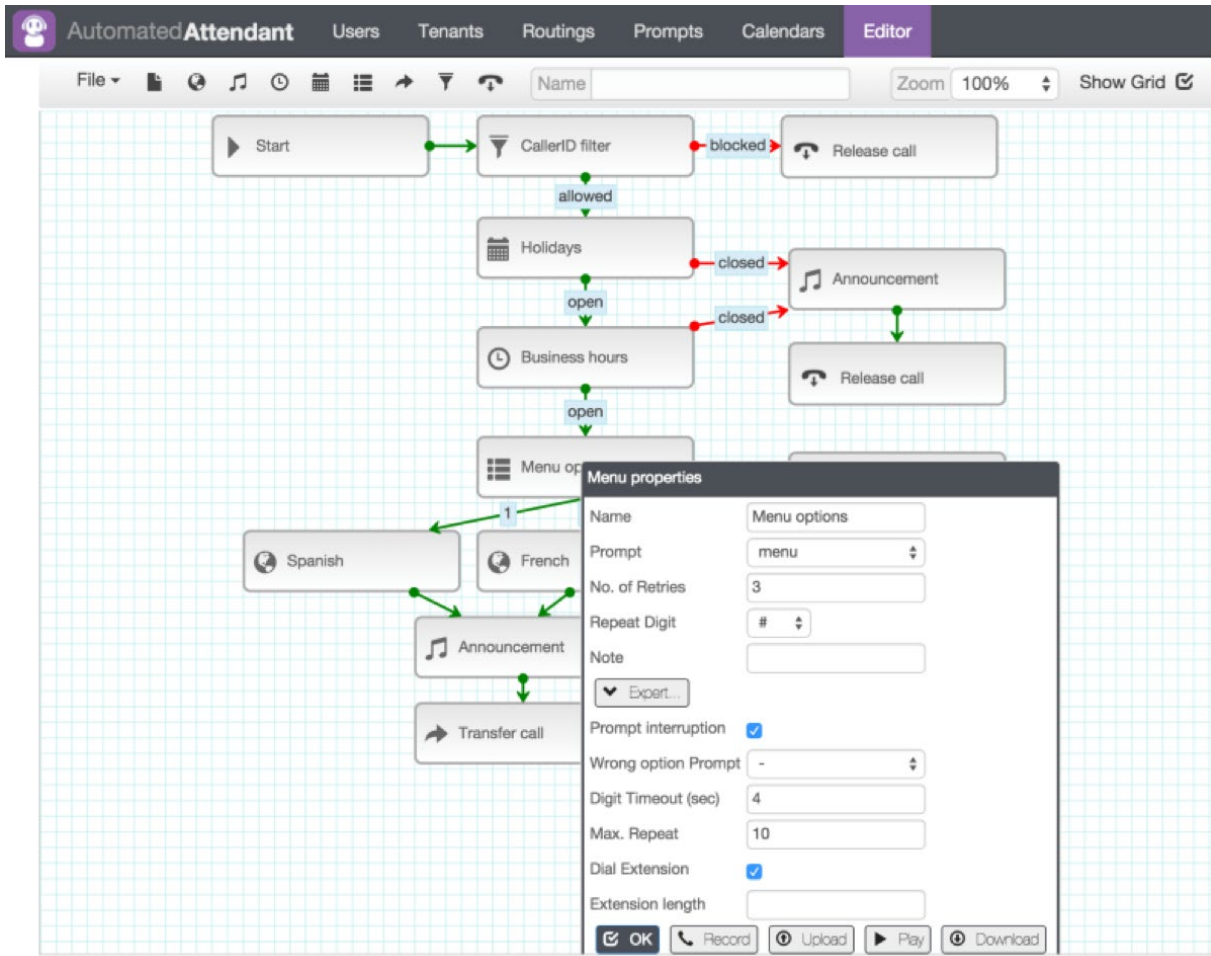 AutomatedAttendant Users Tenants Routings Prompts Calendars Editor
File Name Zoom 100% Show Grid
Start CallerID filter blocked Release call
allowed
Holidays closed Announcement
open closed
Business hours Release call
open
Menu op
Menu properties
1
Name Menu options
Spanish French Prompt menu
No. of Retries 3
Repeat Digit #
Announcement Note
Expert...
Transfer call Prompt interruption
Wrong option Prompt -
Digit Timeout (sec) 4
Max. Repeat 10
Dial Extension
Extension length
OK Record Upload Play Download